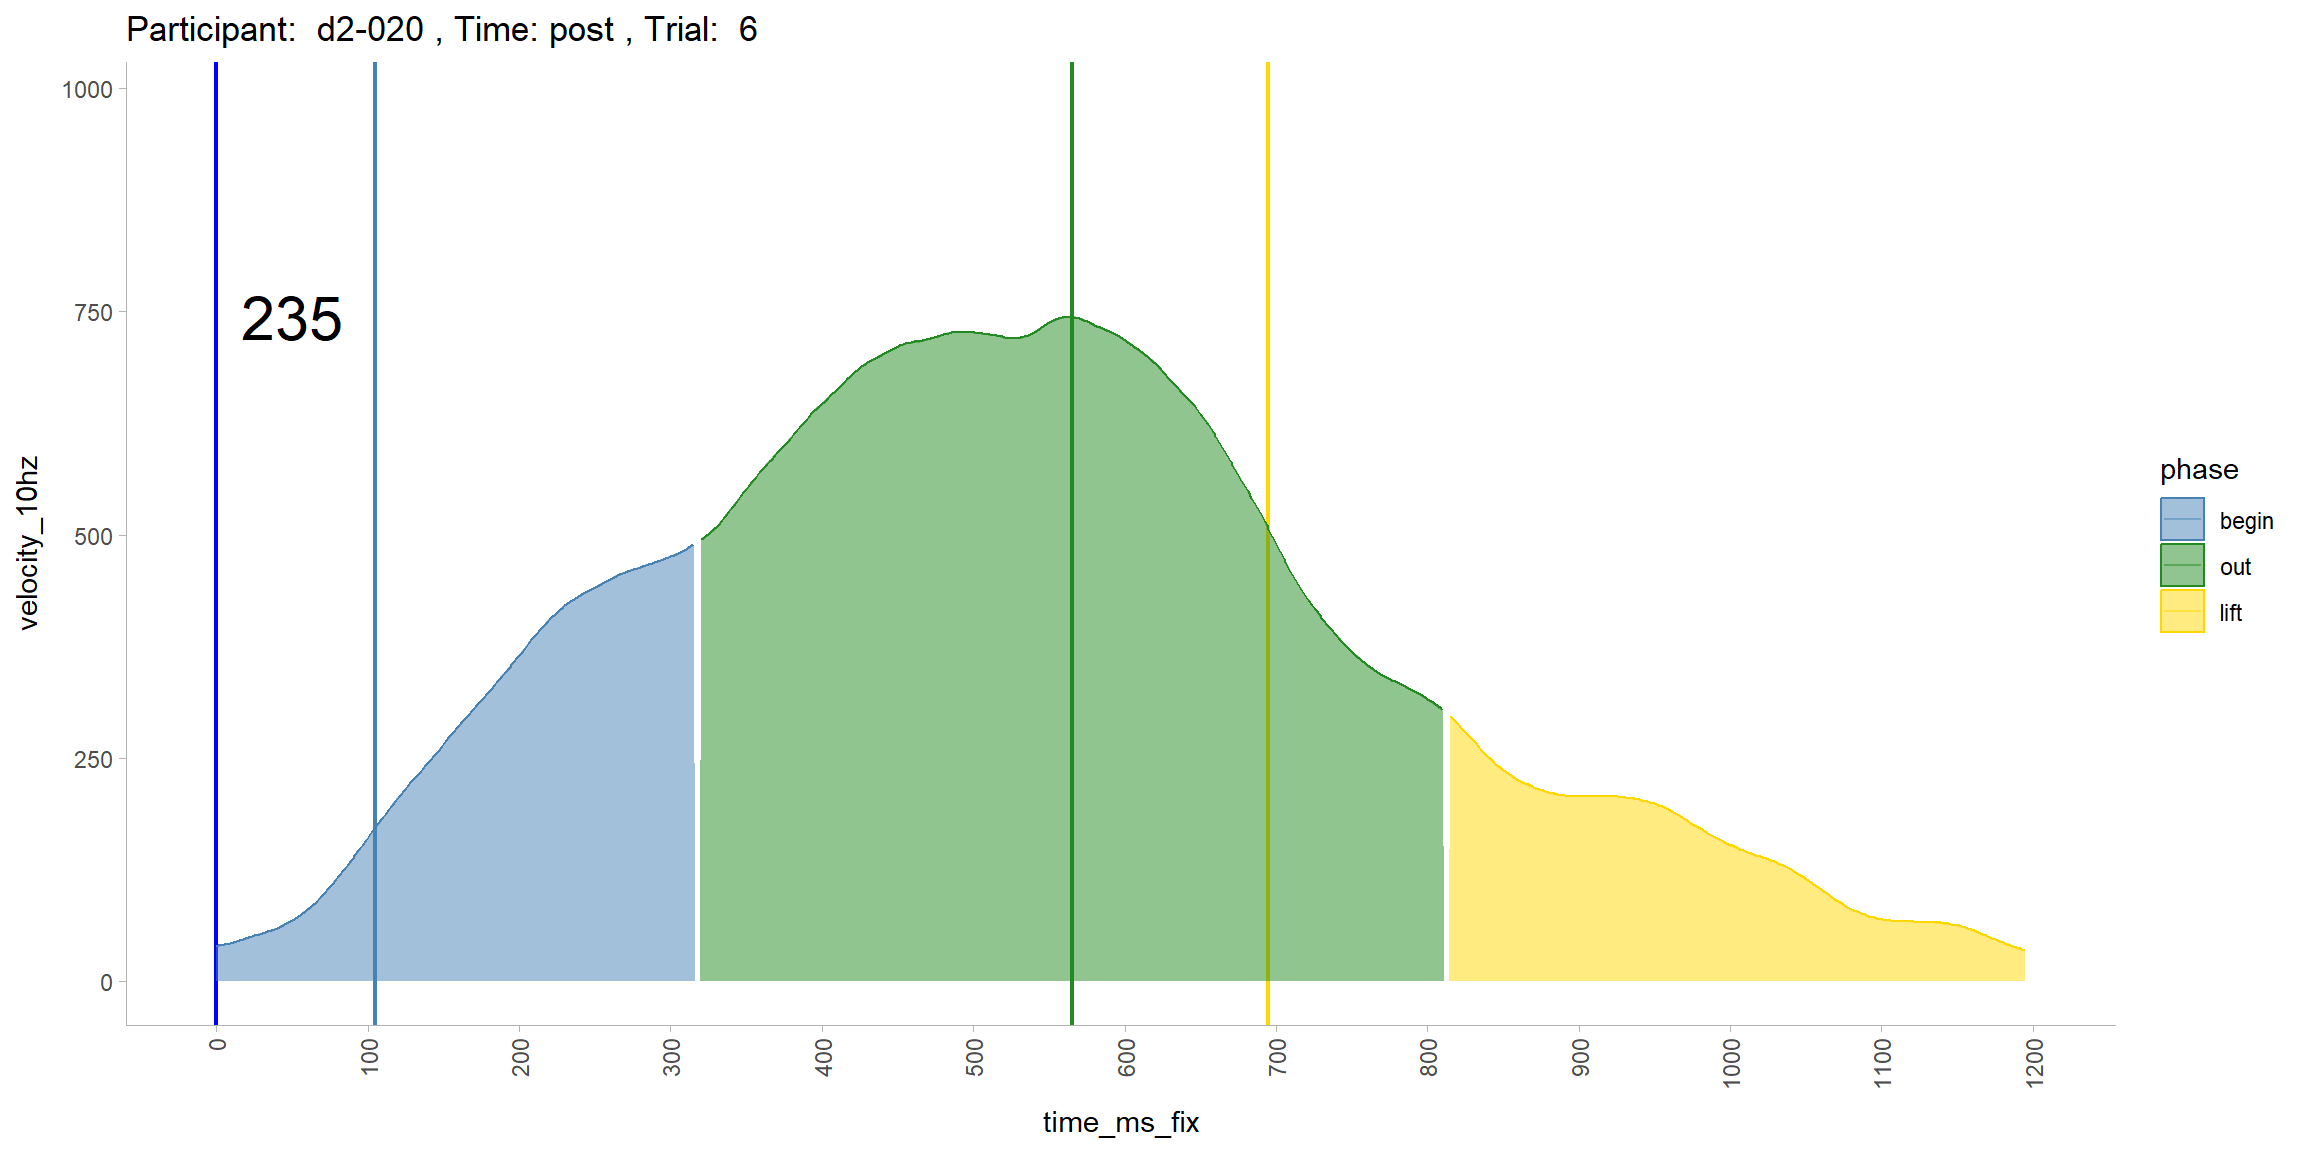 Participant:  d2-020 , Time: post , Trial:  6
1000
750
500
250
0
velocity_10hz
235
0
100
200
300
400
500
600
700
800
900
1000
1100
1200
time_ms_fix
phase
begin
out
lift